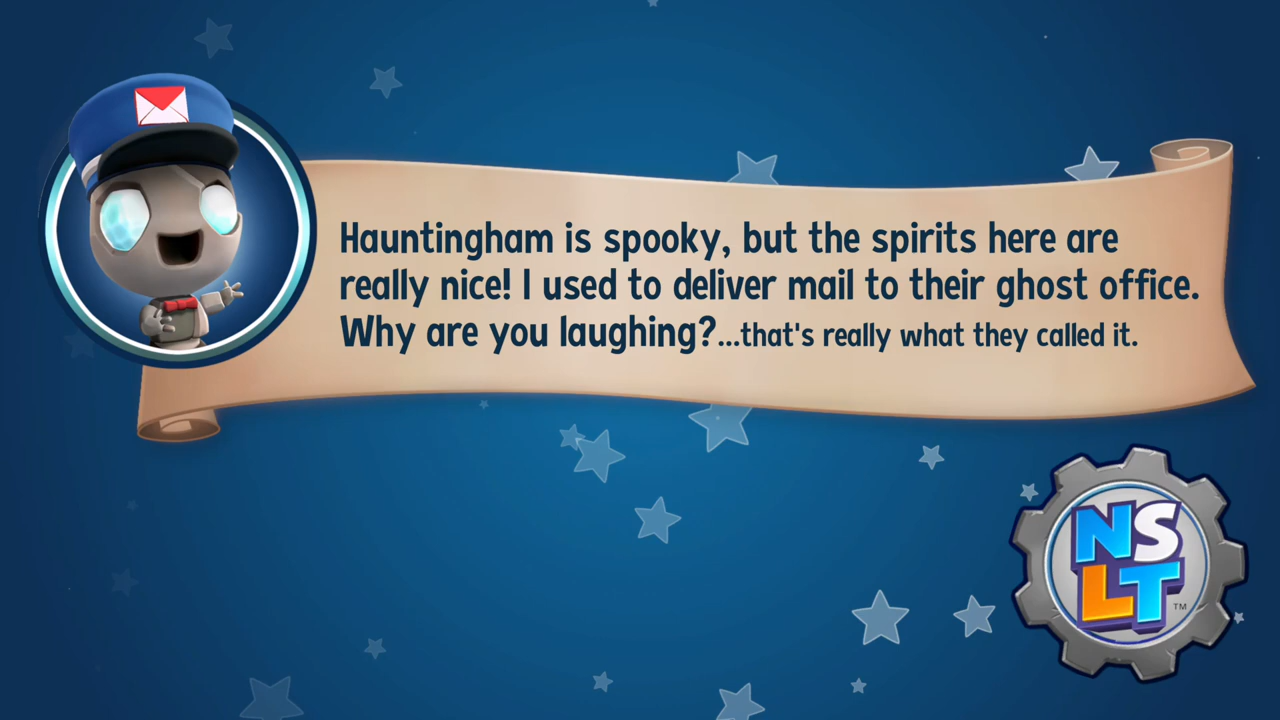 Hauntingham is spooky, but the spirits here are
really nice! I used to deliver mail to their ghost office.
Why are you laughing?...that's really what they called it.
NS
LT
TM